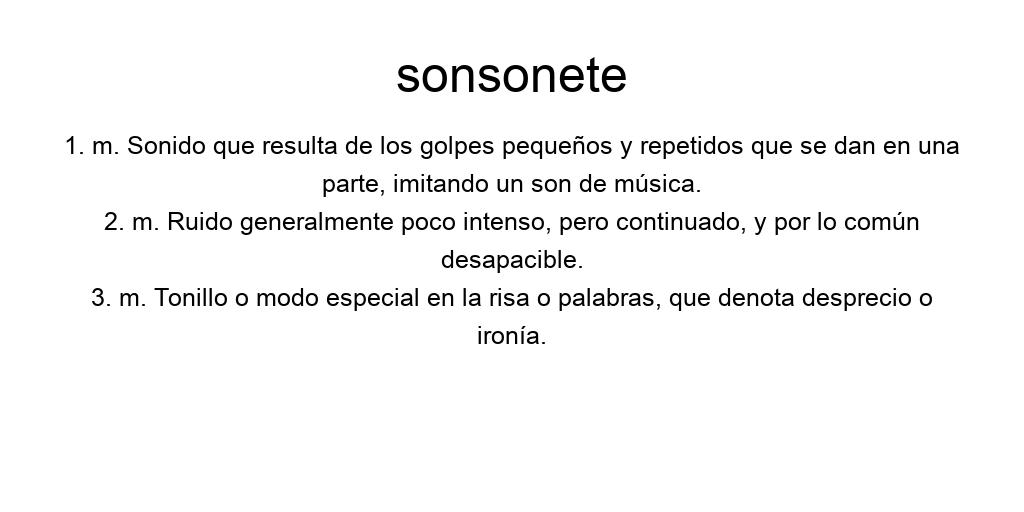 sonsonete
1. m. Sonido que resulta de los golpes pequeños y repetidos que se dan en una
parte, imitando un son de música.
2. m. Ruido generalmente poco intenso, pero continuado, y por lo común
desapacible.
3. m. Tonillo o modo especial en la risa o palabras, que denota desprecio o
ironía.